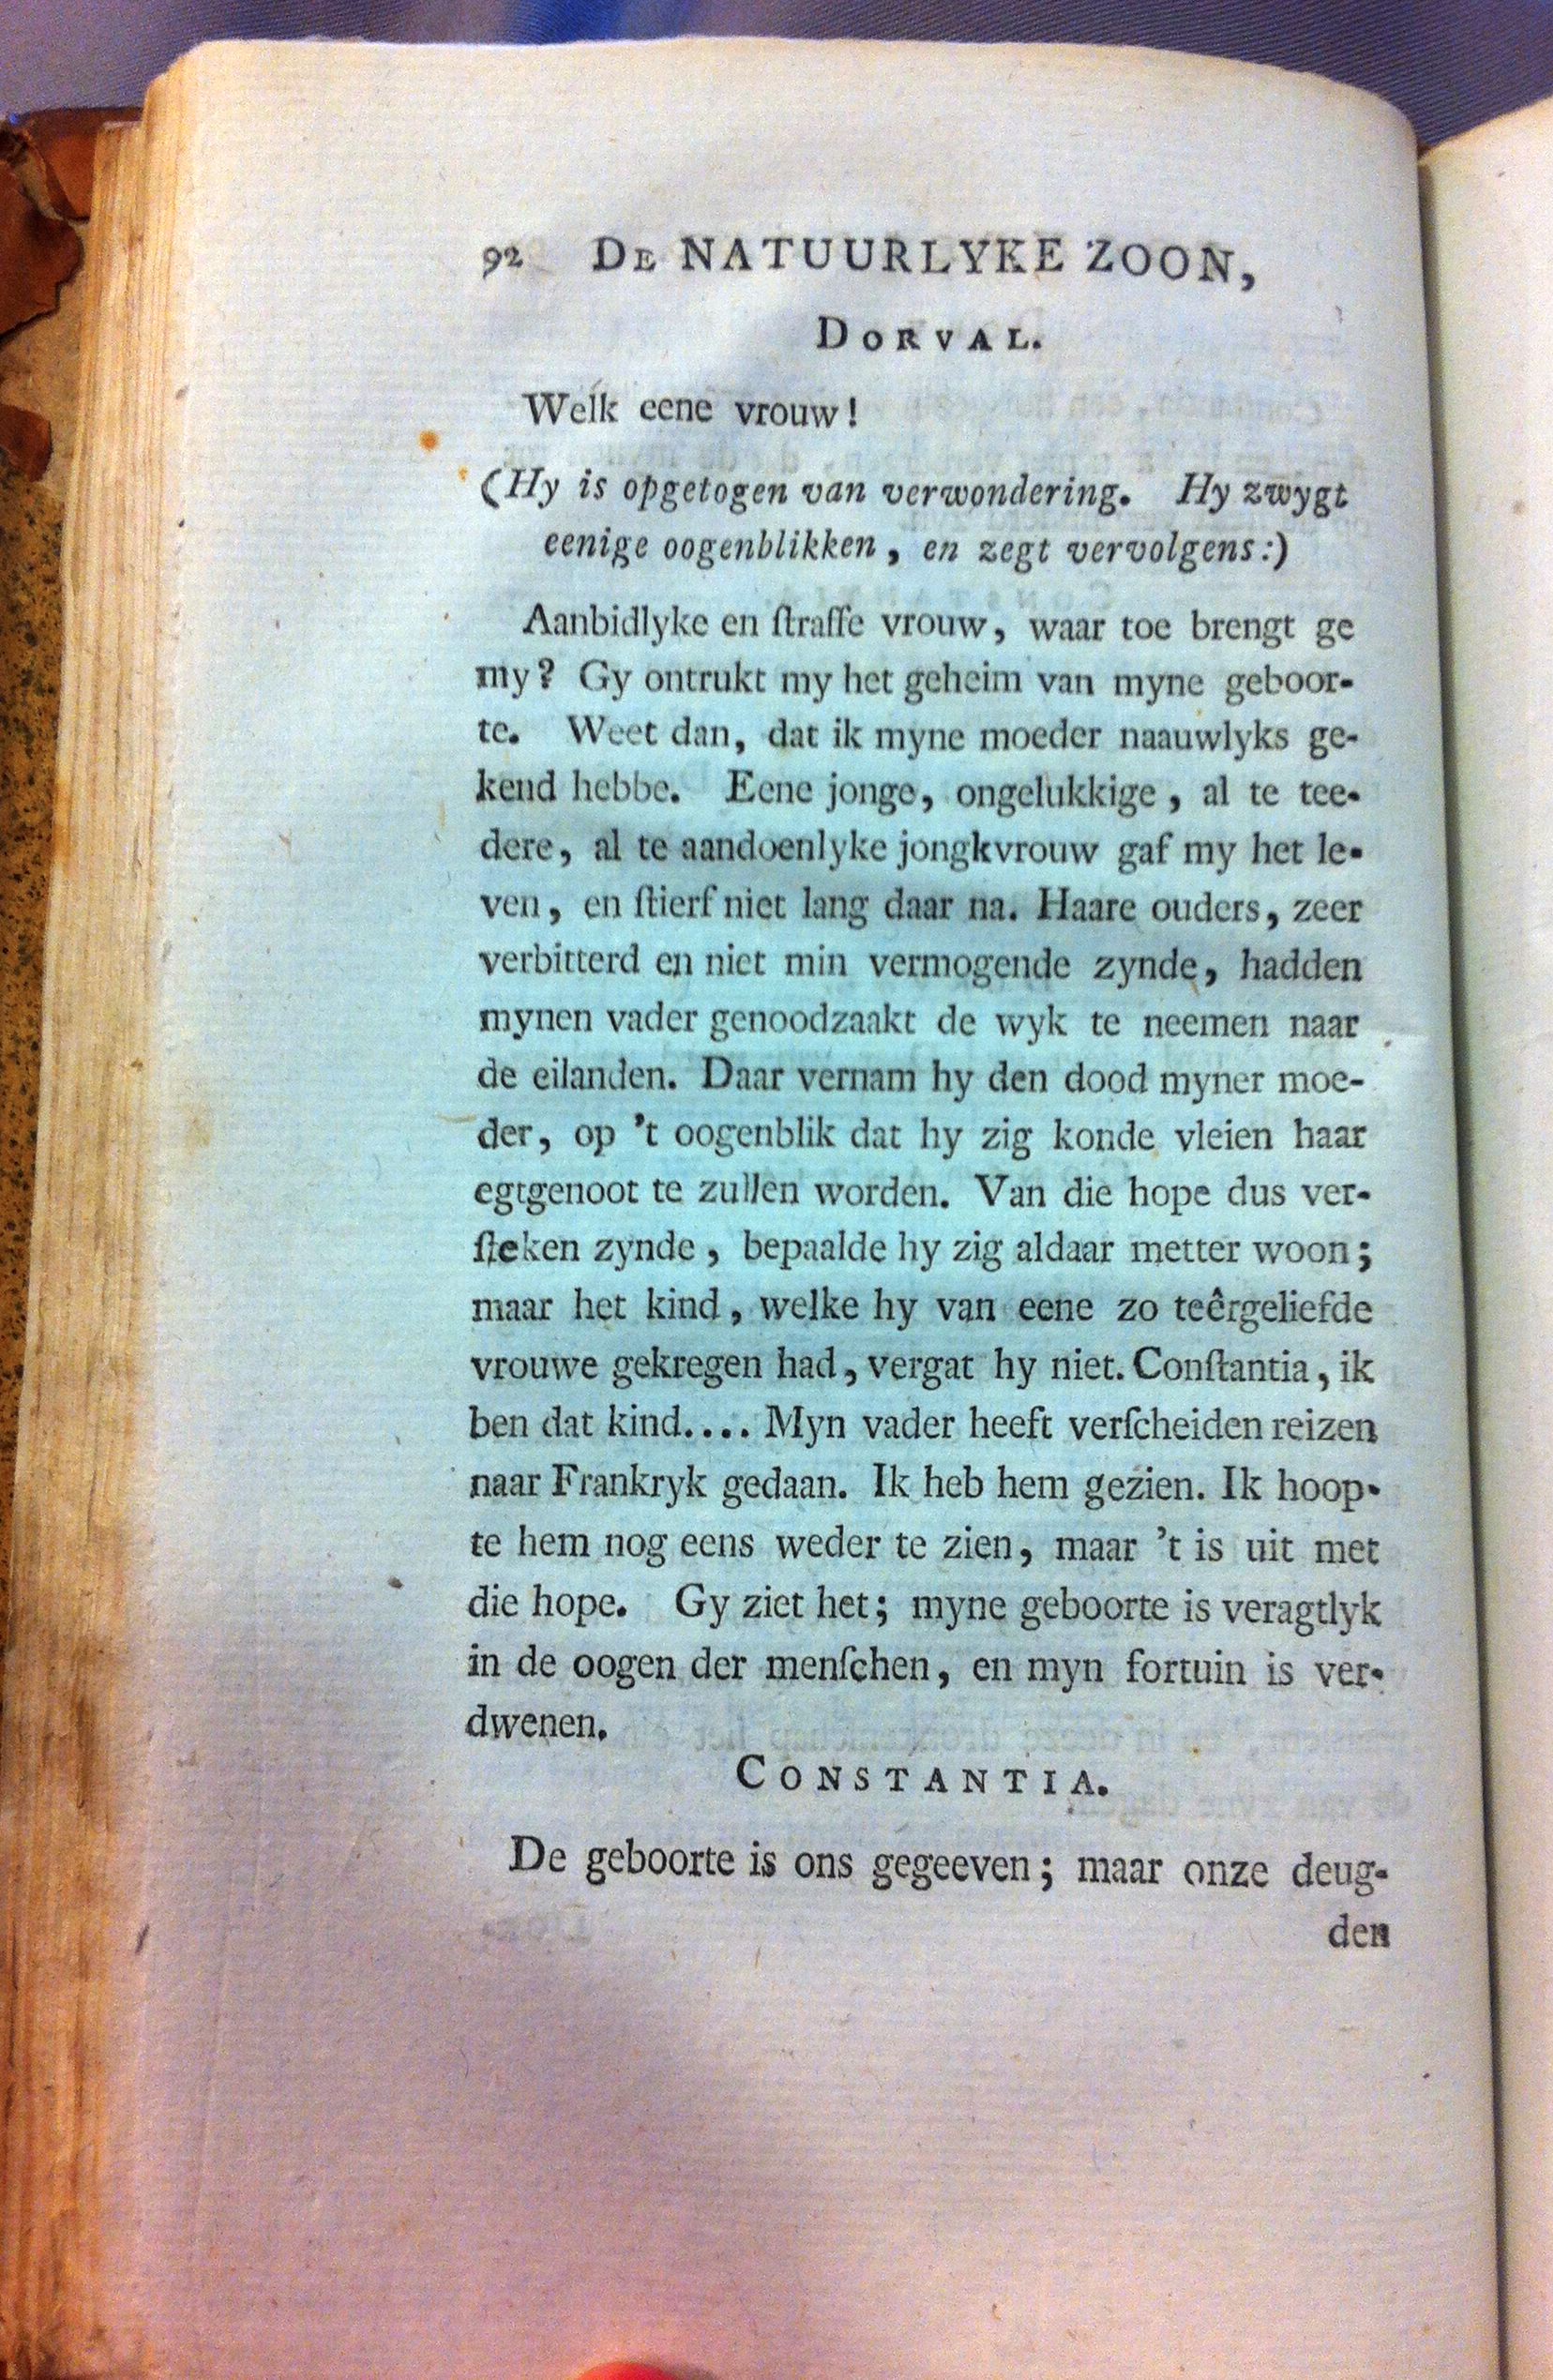 92 DE NATUURLYKE ZOON,
DORVAL.
Welk eene vrouw!
(Hy is opgetogen van verwondering. Hy zwygt
eenige oogenblikken, en zegt vervolgens:)
Aanbidlyke en ſtraffe vrouw, waar toe brengt ge
my? Gy ontrukt my het geheim van myne geboor-
te. Weet dan, dat ik myne moeder naauwlyks ge-
kend hebbe. Eene jonge, ongelukkige, al te tee-
dere, al te aandoenlyke jongkvrouw gaf my het le-
ven, en ſtierf niet lang daar na. Haare ouders, zeer
verbitterd en niet min vermogende zynde, hadden
mynen vader genoodzaakt de wyk te neemen naar
de eilanden. Daar vernam hy den dood myner moe-
der, op 't oogenblik dat hy zig konde vleien haar
egtgenoot te zullen worden. Van die hope dus ver-
ſteken zynde, bepaalde hy zig aldaar metter woon;
maar het kind, welke hy van eene zo teêrgeliefde
vrouwe gekregen had, vergat hy niet. Conſtantia, ik
ben dat kind.... Myn vader heeft verſcheiden reizen
naar Frankryk gedaan. Ik heb hem gezien. Ik hoop-
te hem nog eens weder te zien, maar 't is uit met
die hope. Gy ziet het; myne geboorte is veragtlyk
in de oogen der menſchen, en myn fortuin is ver-
dwenen.
CONSTANTIA.
De geboorte is ons gegeeven; maar onze deug-
den